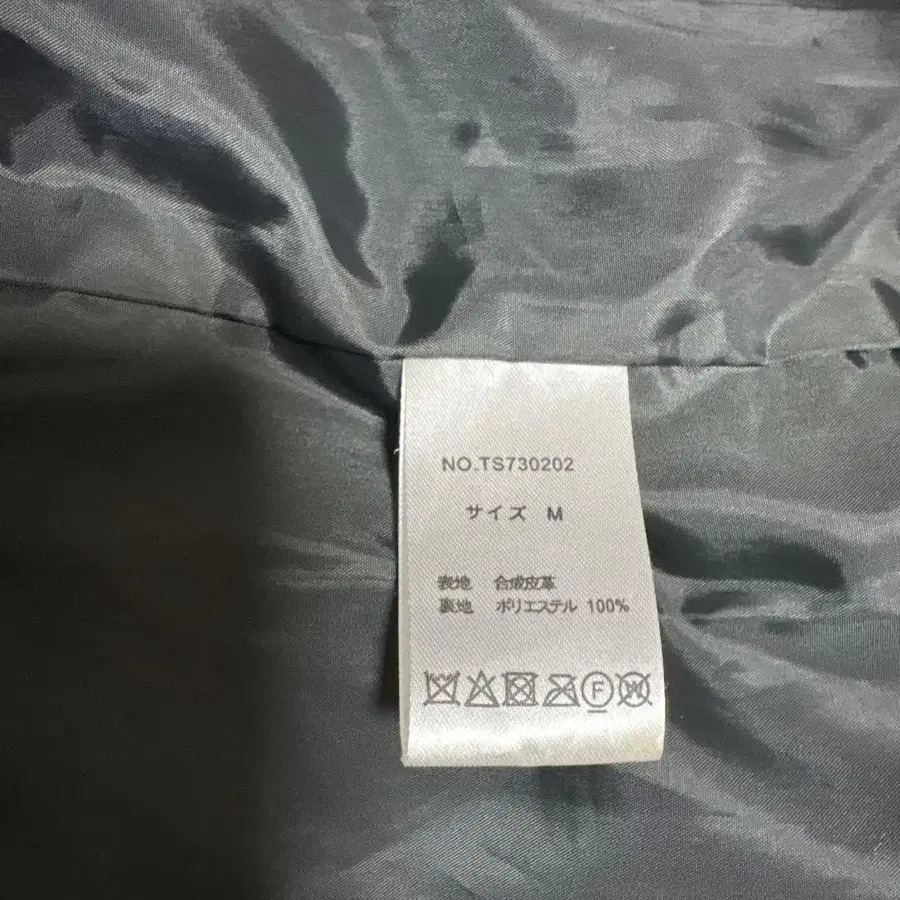 NO.TS730202
サイズ M
表地 合成皮革
裏地 ポリエステル 100%
F
W